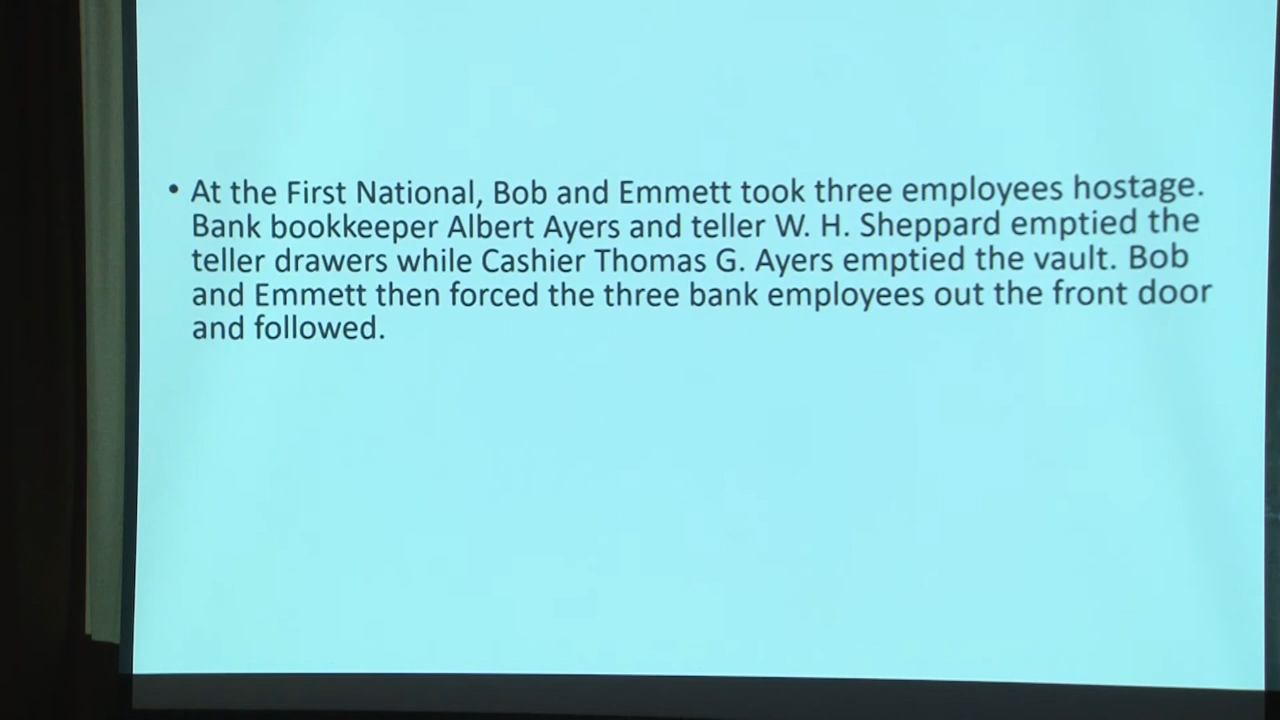 • At the First National, Bob and Emmett took three employees hostage.
Bank bookkeeper Albert Ayers and teller W. H. Sheppard emptied the
teller drawers while Cashier Thomas G. Ayers emptied the vault. Bob
and Emmett then forced the three bank employees out the front door
and followed.